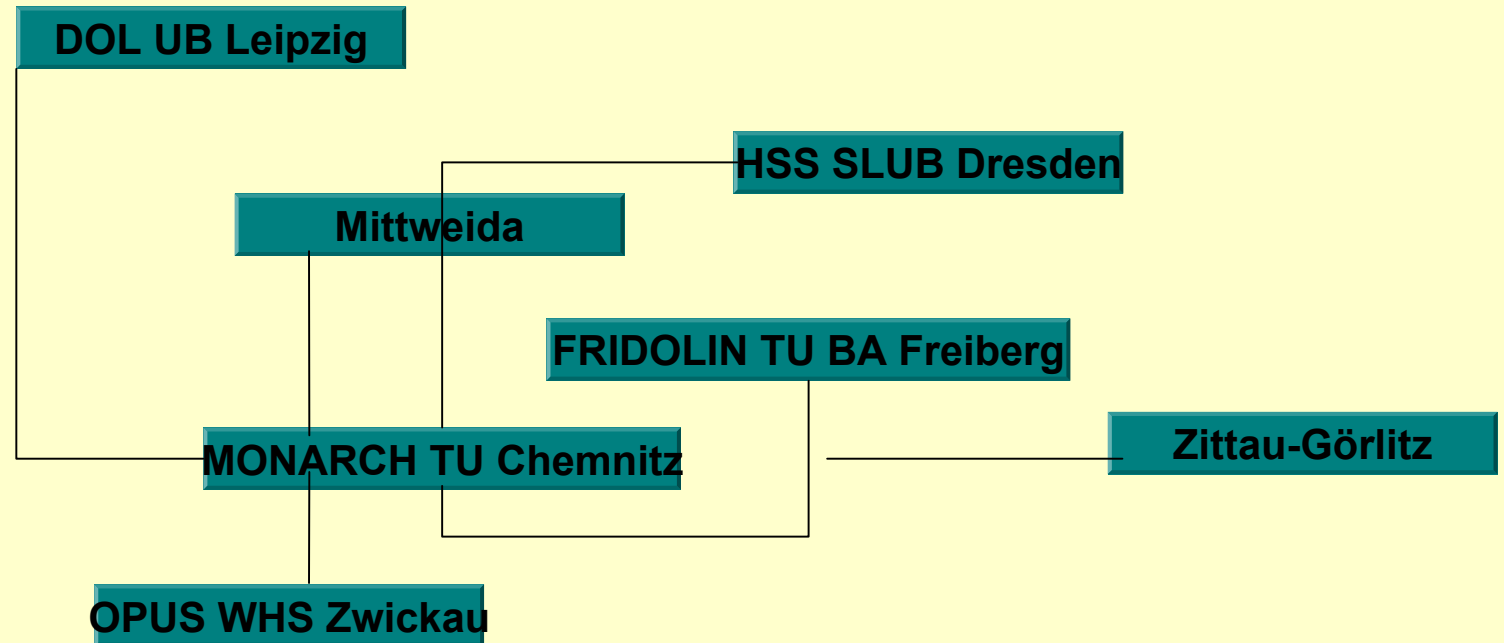 DOL UB Leipzig
HSS SLUB Dresden
Mittweida
FRIDOLIN TU BA Freiberg
MONARCH TU Chemnitz
Zittau-Görlitz
OPUS WHS Zwickau